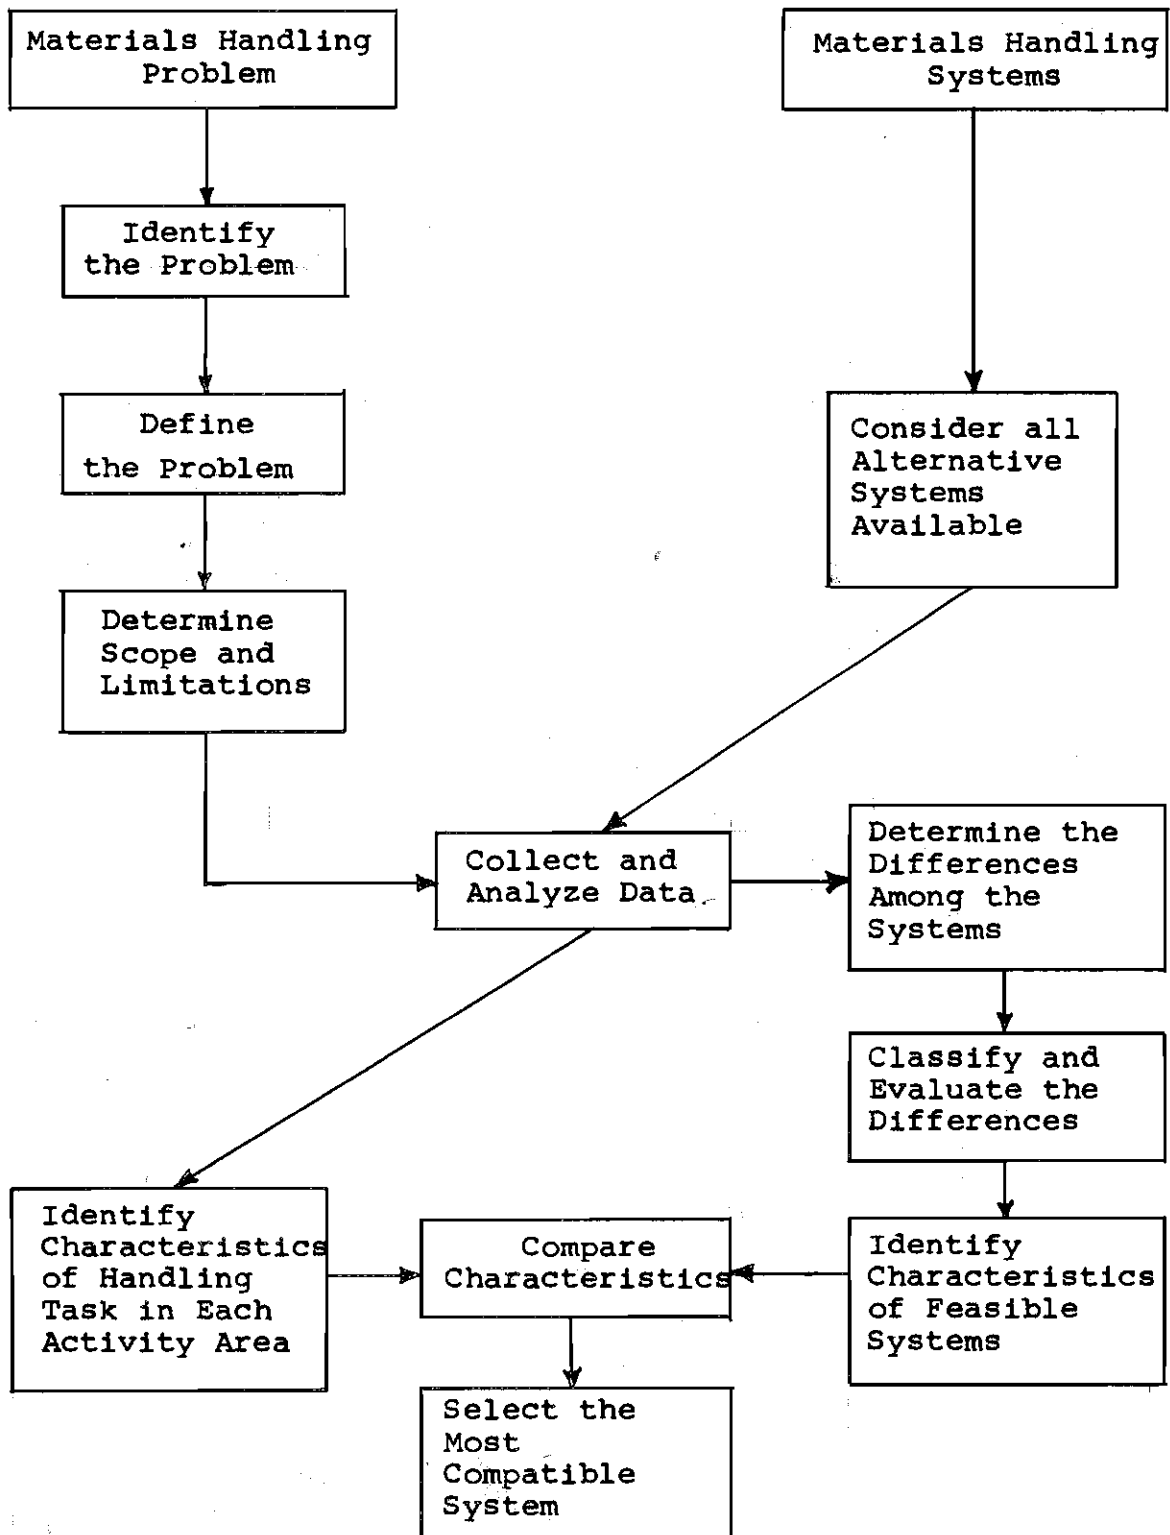 Materials Handling
Problem
Materials Handling
Systems
Identify
the Problem
Define
the Problem
Consider all
Alternative
Systems
Available
Determine
Scope and
Limitations
Collect and
Analyze Data
Determine the
Differences
Among the
Systems
Classify and
Evaluate the
Differences
Identify
Characteristics
of Handling
Task in Each
Activity Area
Compare
Characteristics
Identify
Characteristics
of Feasible
Systems
Select the
Most
Compatible
System